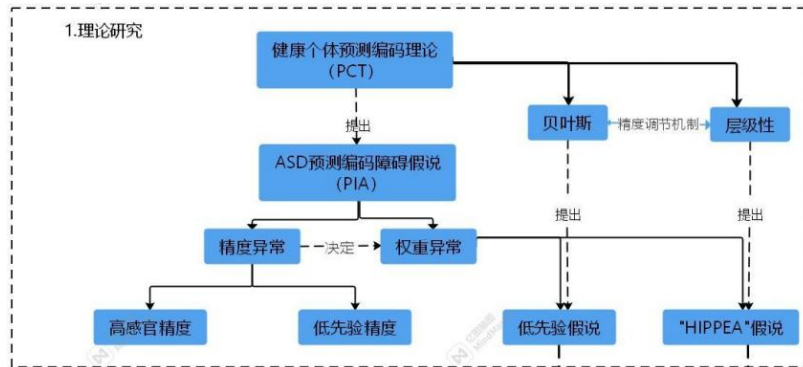 1.理论研究
健康个体预测编码理论
（PCT）
提出
贝叶斯
精度调节机制
层级性
ASD预测编码障碍假说
（PIA）
提出
提出
精度异常
决定
权重异常
高感官精度
低先验精度
低先验假说
"HIPPEA"假说